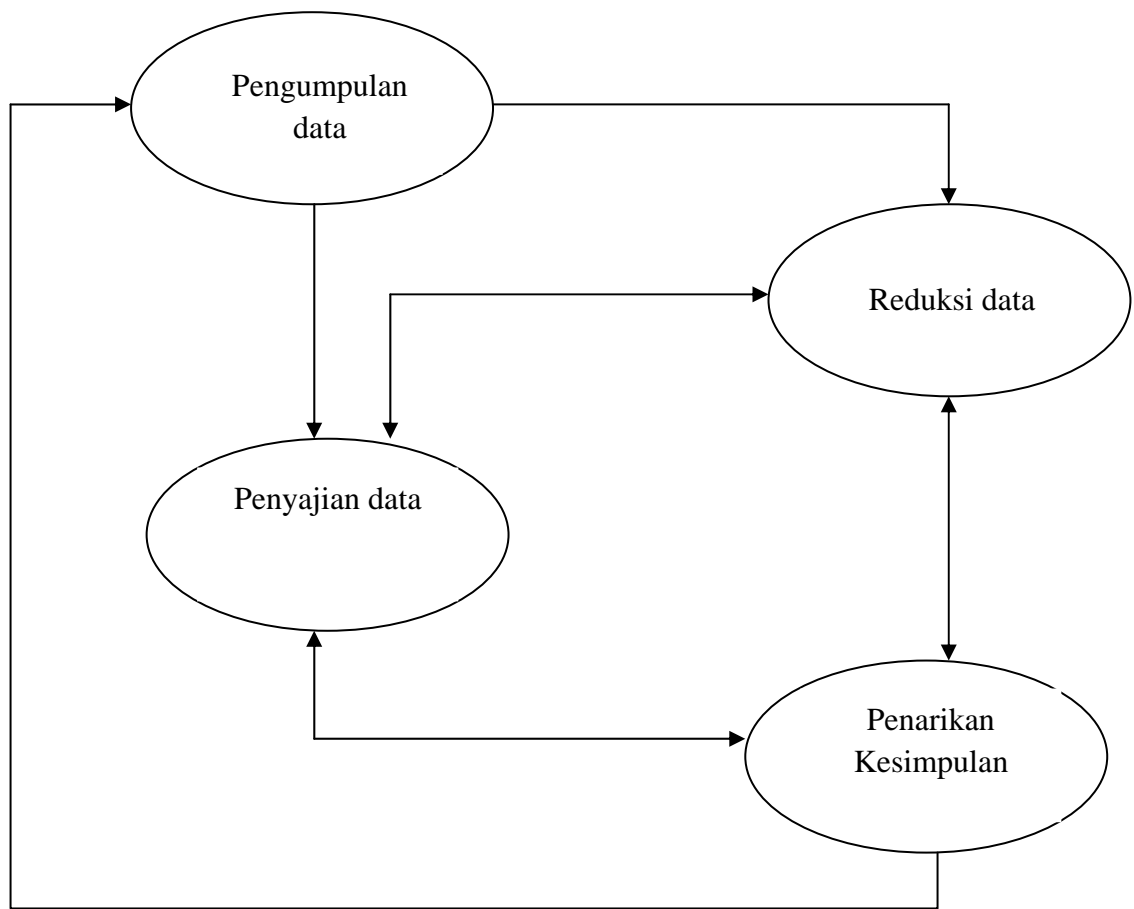 Pengumpulan
data
Reduksi data
Penyajian data
Penarikan
Kesimpulan